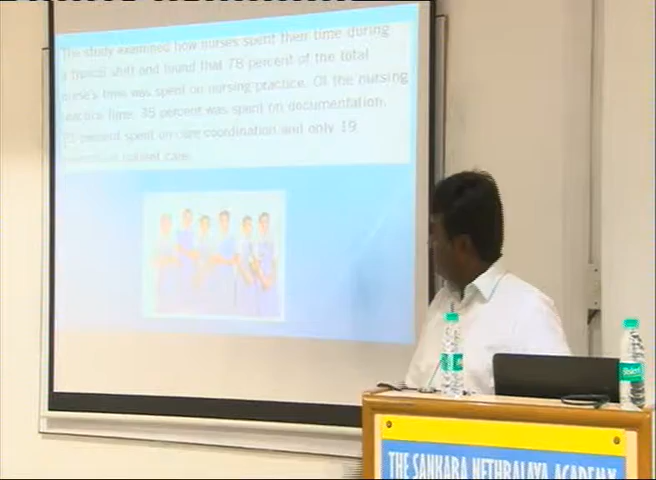 The study examined how nurses spent their time during
a typical shift and found that 78 percent of the total
nurse's time was spent on nursing practice. Of the nursing
practice time, 35 percent was spent on documentation,
percent spent on care coordination and only 19
patient care.
THE SANKARA NETHRALAYA ACADEMY
Bisleri